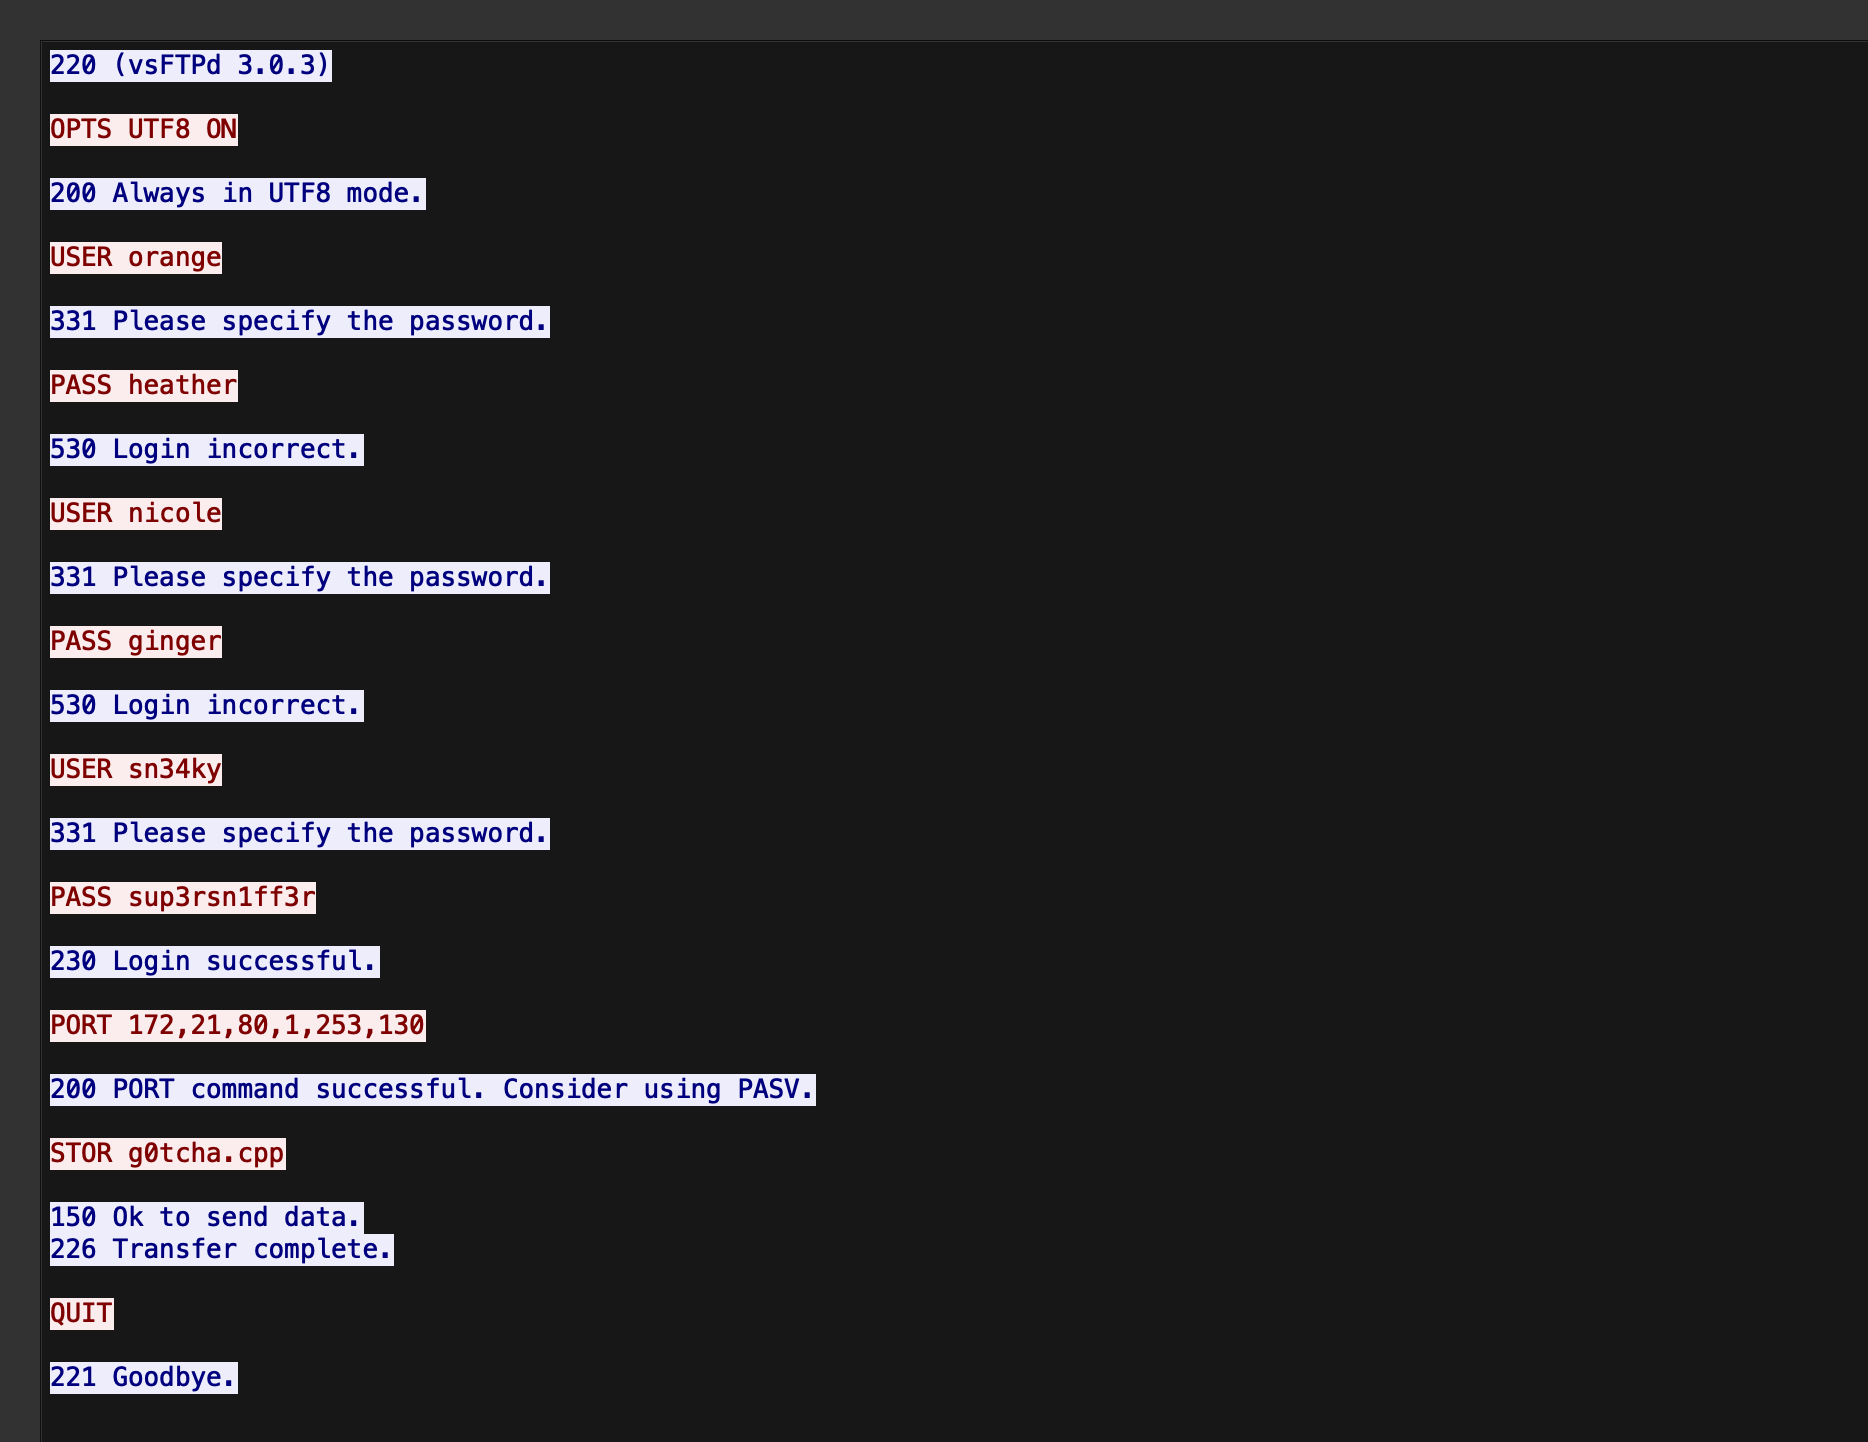 220 (vsFTPd 3.0.3)
OPTS UTF8 ON
200 Always in UTF8 mode.
USER orange
331 Please specify the password.
PASS heather
530 Login incorrect.
USER nicole
331 Please specify the password.
PASS ginger
530 Login incorrect.
USER sn34ky
331 Please specify the password.
PASS sup3rsn1ff3r
230 Login successful.
PORT 172,21,80,1,253,130
200 PORT command successful. Consider using PASV.
STOR g0tcha.cpp
150 Ok to send data.
226 Transfer complete.
QUIT
221 Goodbye.